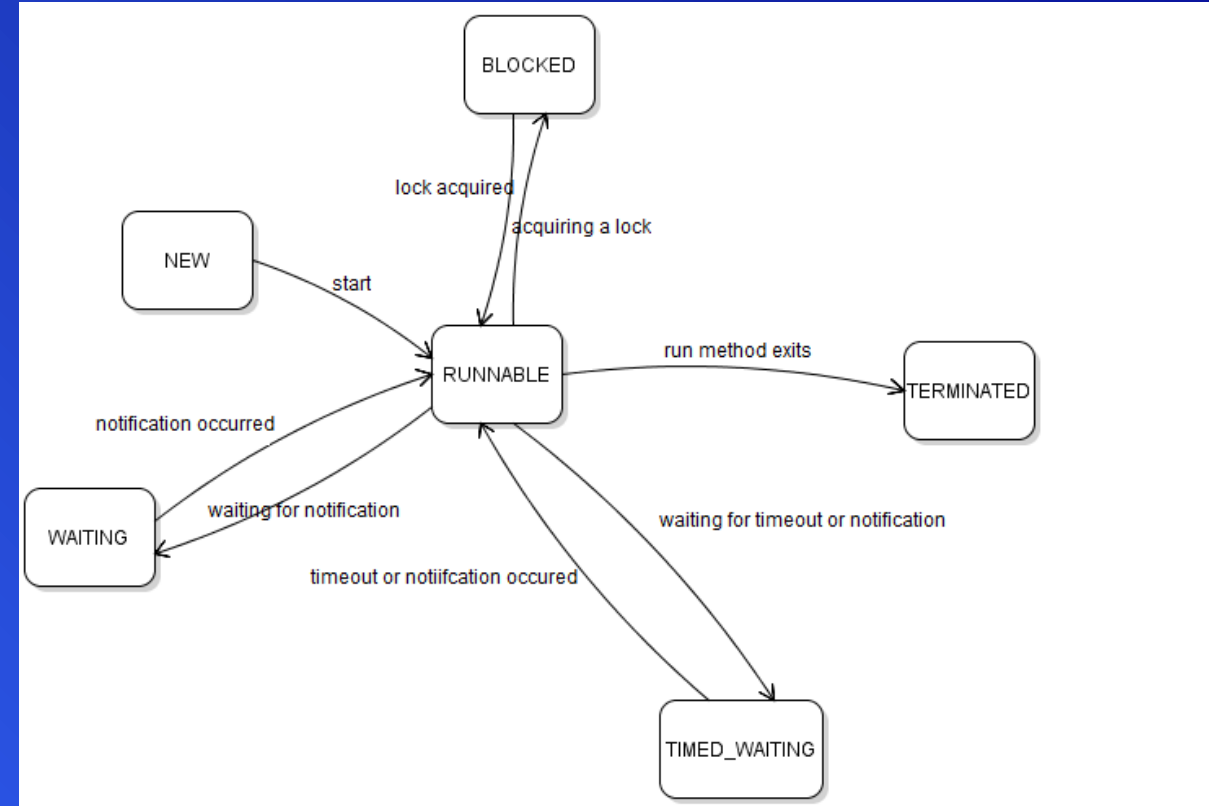 BLOCKED
lock acquired
acquiring a lock
NEW
start
RUNNABLE
run method exits
TERMINATED
notification occurred
waiting for notification
WAITING
waiting for timeout or notification
timeout or notiifcation occured
TIMED_WAITING